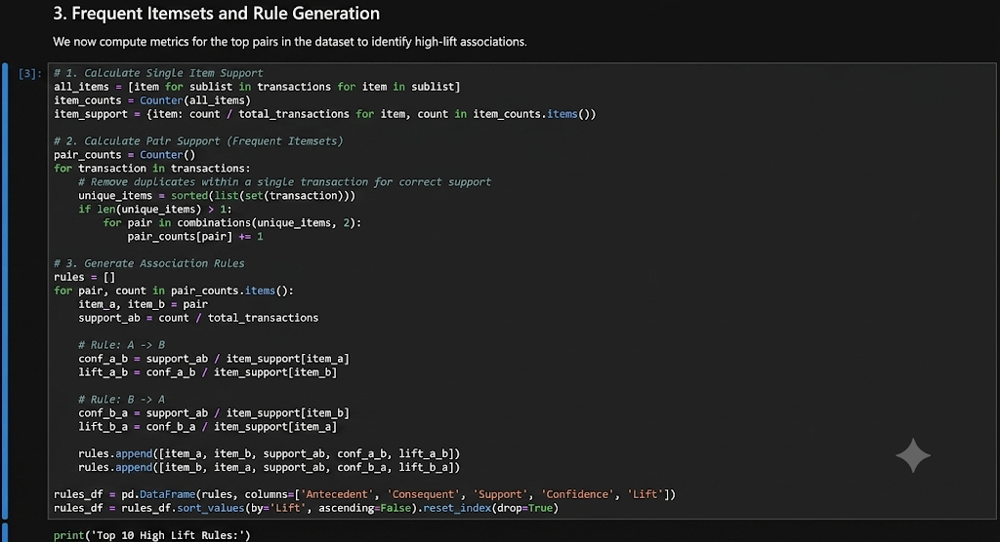 3. Frequent Itemsets and Rule Generation
We now compute metrics for the top pairs in the dataset to identify high-lift associations.
[3]:
# 1. Calculate Single Item Support
all_items = [item for sublist in transactions for item in sublist]
item_counts = Counter(all_items)
item_support = {item: count / total_transactions for item, count in item_counts.items()}

# 2. Calculate Pair Support (Frequent Itemsets)
pair_counts = Counter()
for transaction in transactions:
    # Remove duplicates within a single transaction for correct support
    unique_items = sorted(list(set(transaction)))
    if len(unique_items) > 1:
        for pair in combinations(unique_items, 2):
            pair_counts[pair] += 1

# 3. Generate Association Rules
rules = []
for pair, count in pair_counts.items():
    item_a, item_b = pair
    support_ab = count / total_transactions

    # Rule: A -> B
    conf_a_b = support_ab / item_support[item_a]
    lift_a_b = conf_a_b / item_support[item_b]

    # Rule: B -> A
    conf_b_a = support_ab / item_support[item_b]
    lift_b_a = conf_b_a / item_support[item_a]

    rules.append([item_a, item_b, support_ab, conf_a_b, lift_a_b])
    rules.append([item_b, item_a, support_ab, conf_b_a, lift_b_a])

rules_df = pd.DataFrame(rules, columns=['Antecedent', 'Consequent', 'Support', 'Confidence', 'Lift'])
rules_df = rules_df.sort_values(by='Lift', ascending=False).reset_index(drop=True)

print('Top 10 High Lift Rules:')